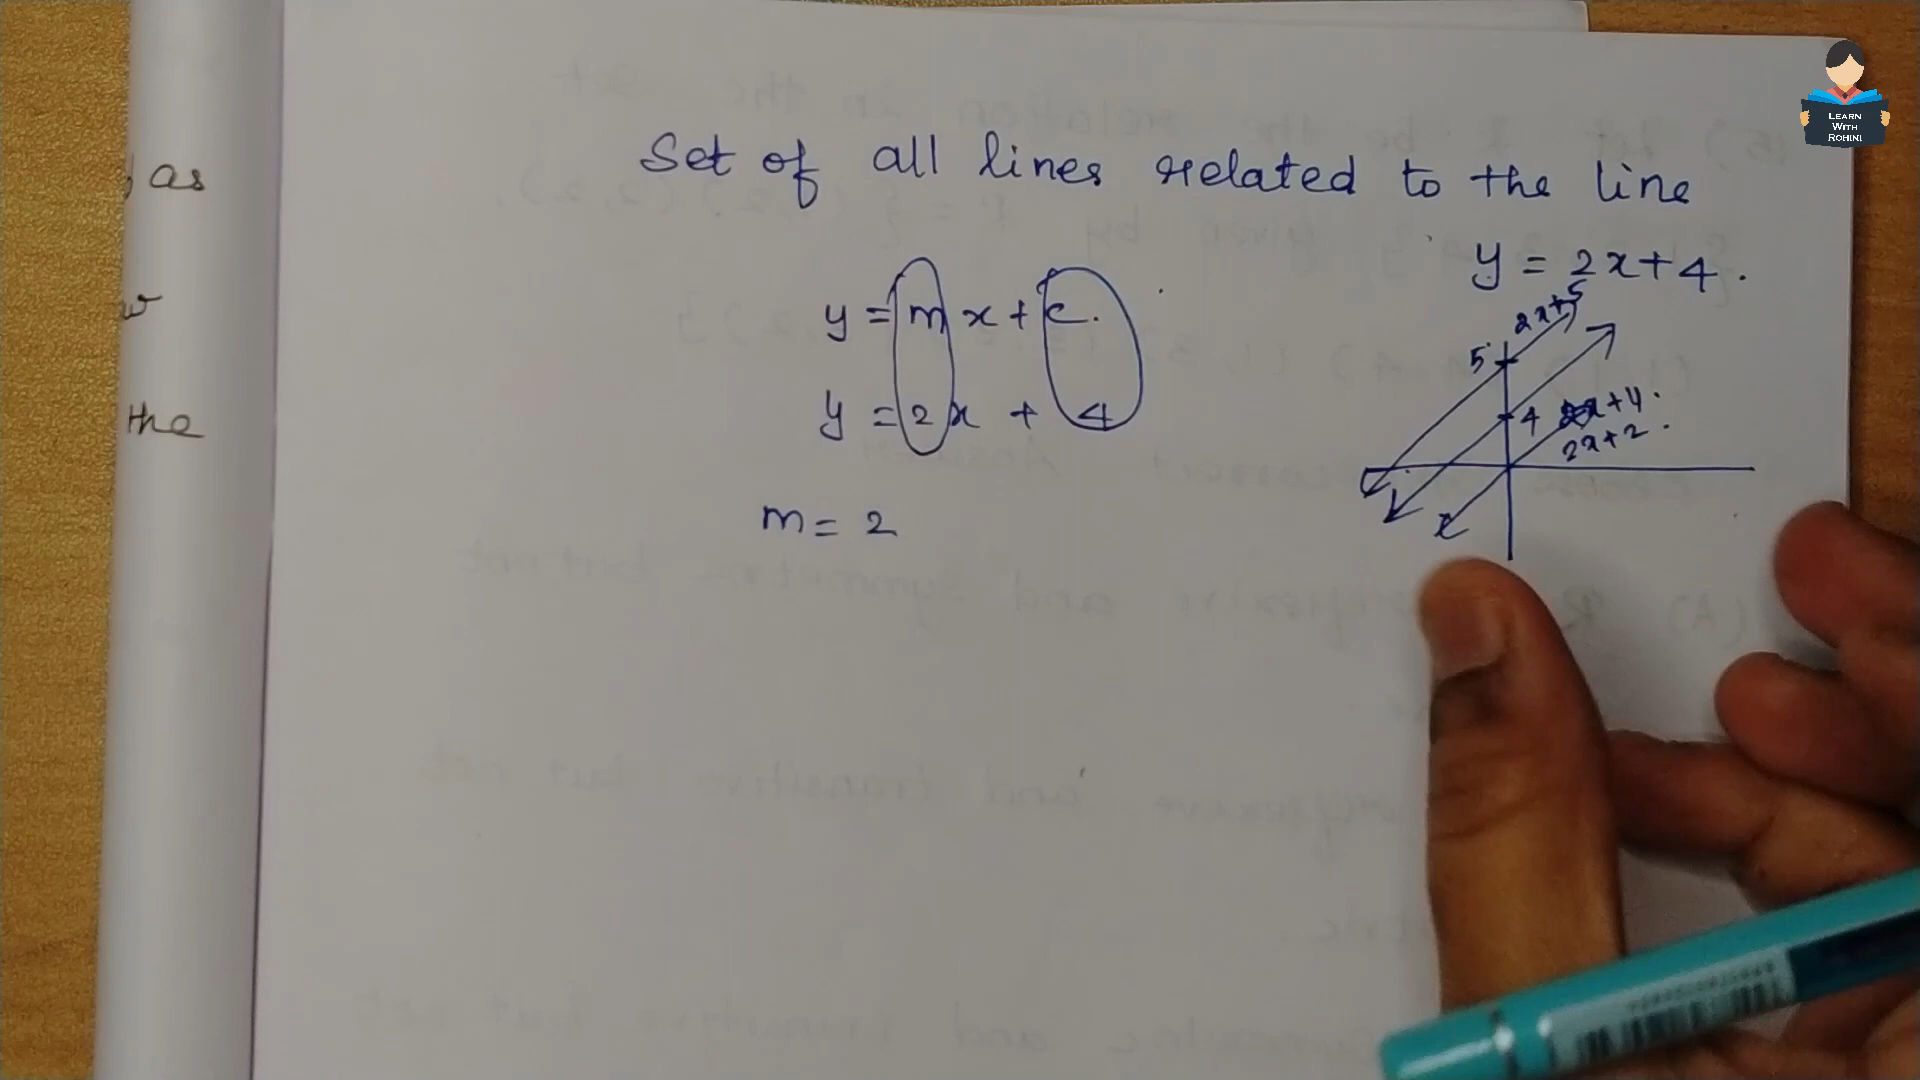 Set of all lines related to the line
y = 2x+4.
y = mx + c.
y = 2x + 4
m = 2
2x+5
5
4
x+4.
2x+2.
as
the
LEARN
WITH
ROHINI